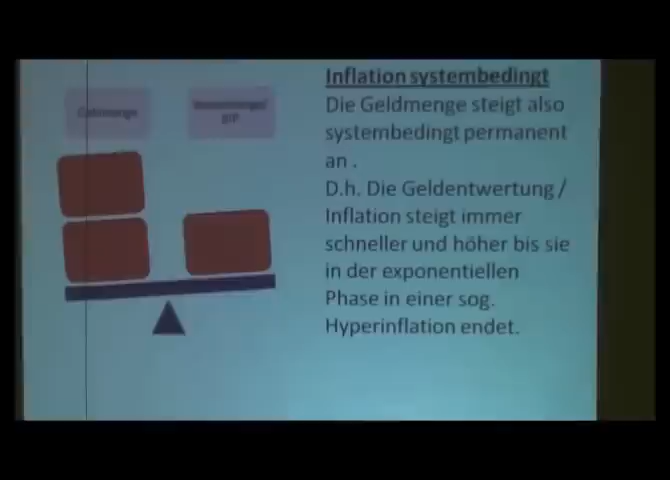 Geldmenge
Inflation systembedingt
Die Geldmenge steigt also
systembedingt permanent
an .
D.h. Die Geldentwertung /
Inflation steigt immer
schneller und höher bis sie
in der exponentiellen
Phase in einer sog.
Hyperinflation endet.